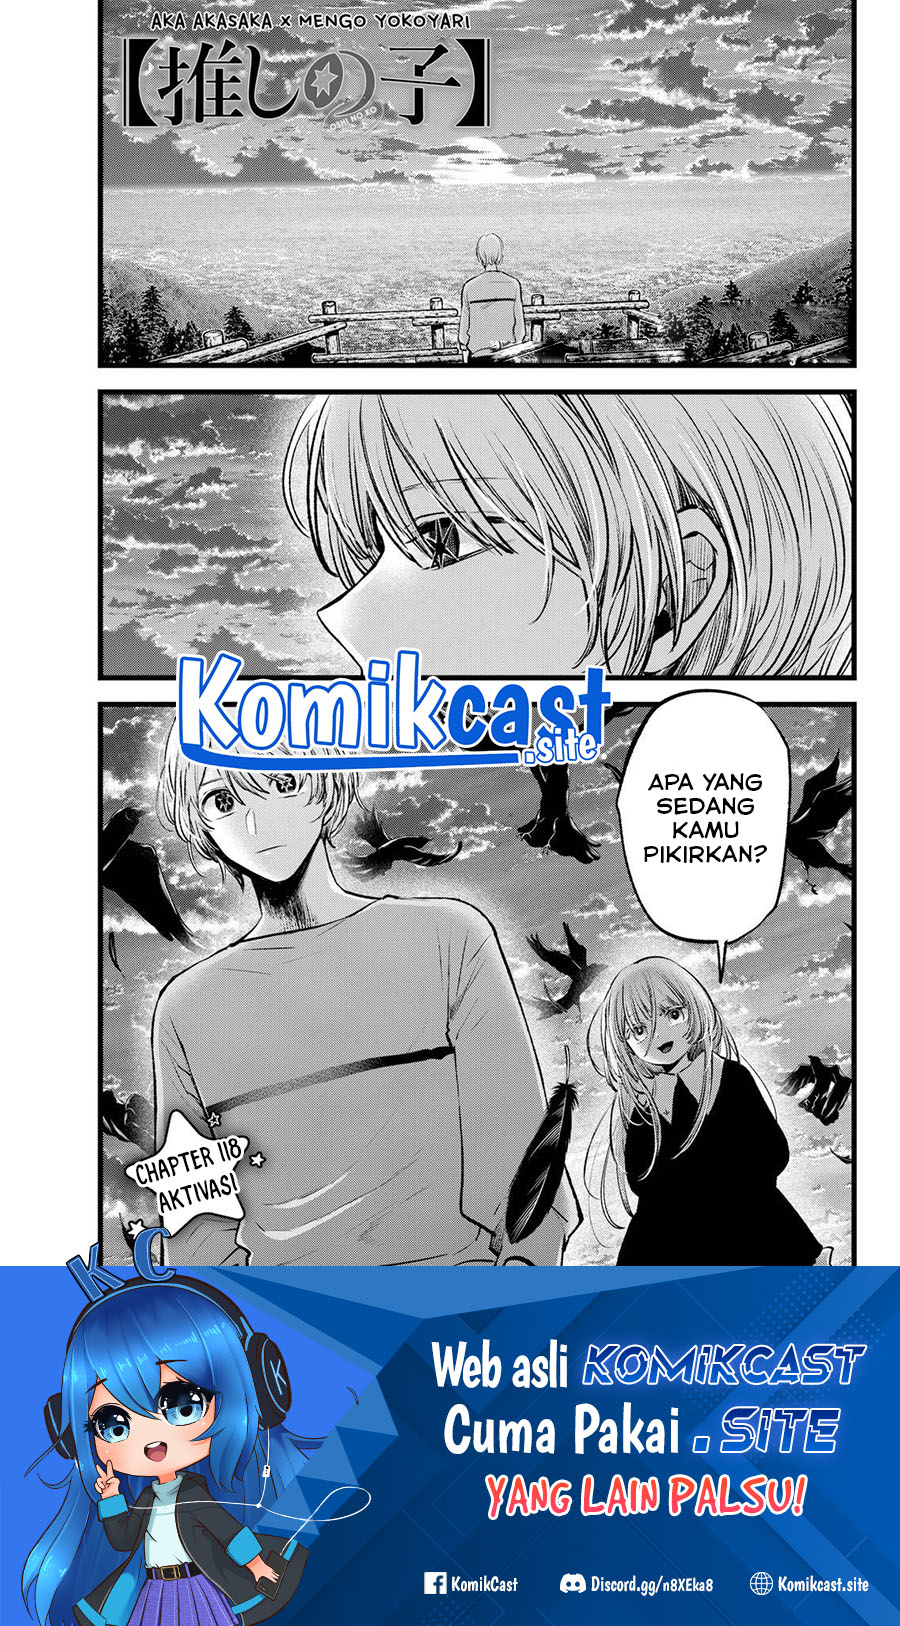 AKA AKASAKA X MENGO YOKOYARI
【推しの子】
OSHI NO KO
Komikcast
.site
APA YANG
SEDANG
KAMU
PIKIRKAN?
CHAPTER 118
AKTIVASI
KC
K
Web asli KOMIKCAST
Cuma Pakai .SITE
YANG LAIN PALSU!
KomikCast
Discord.gg/n8XEka8
Komikcast.site